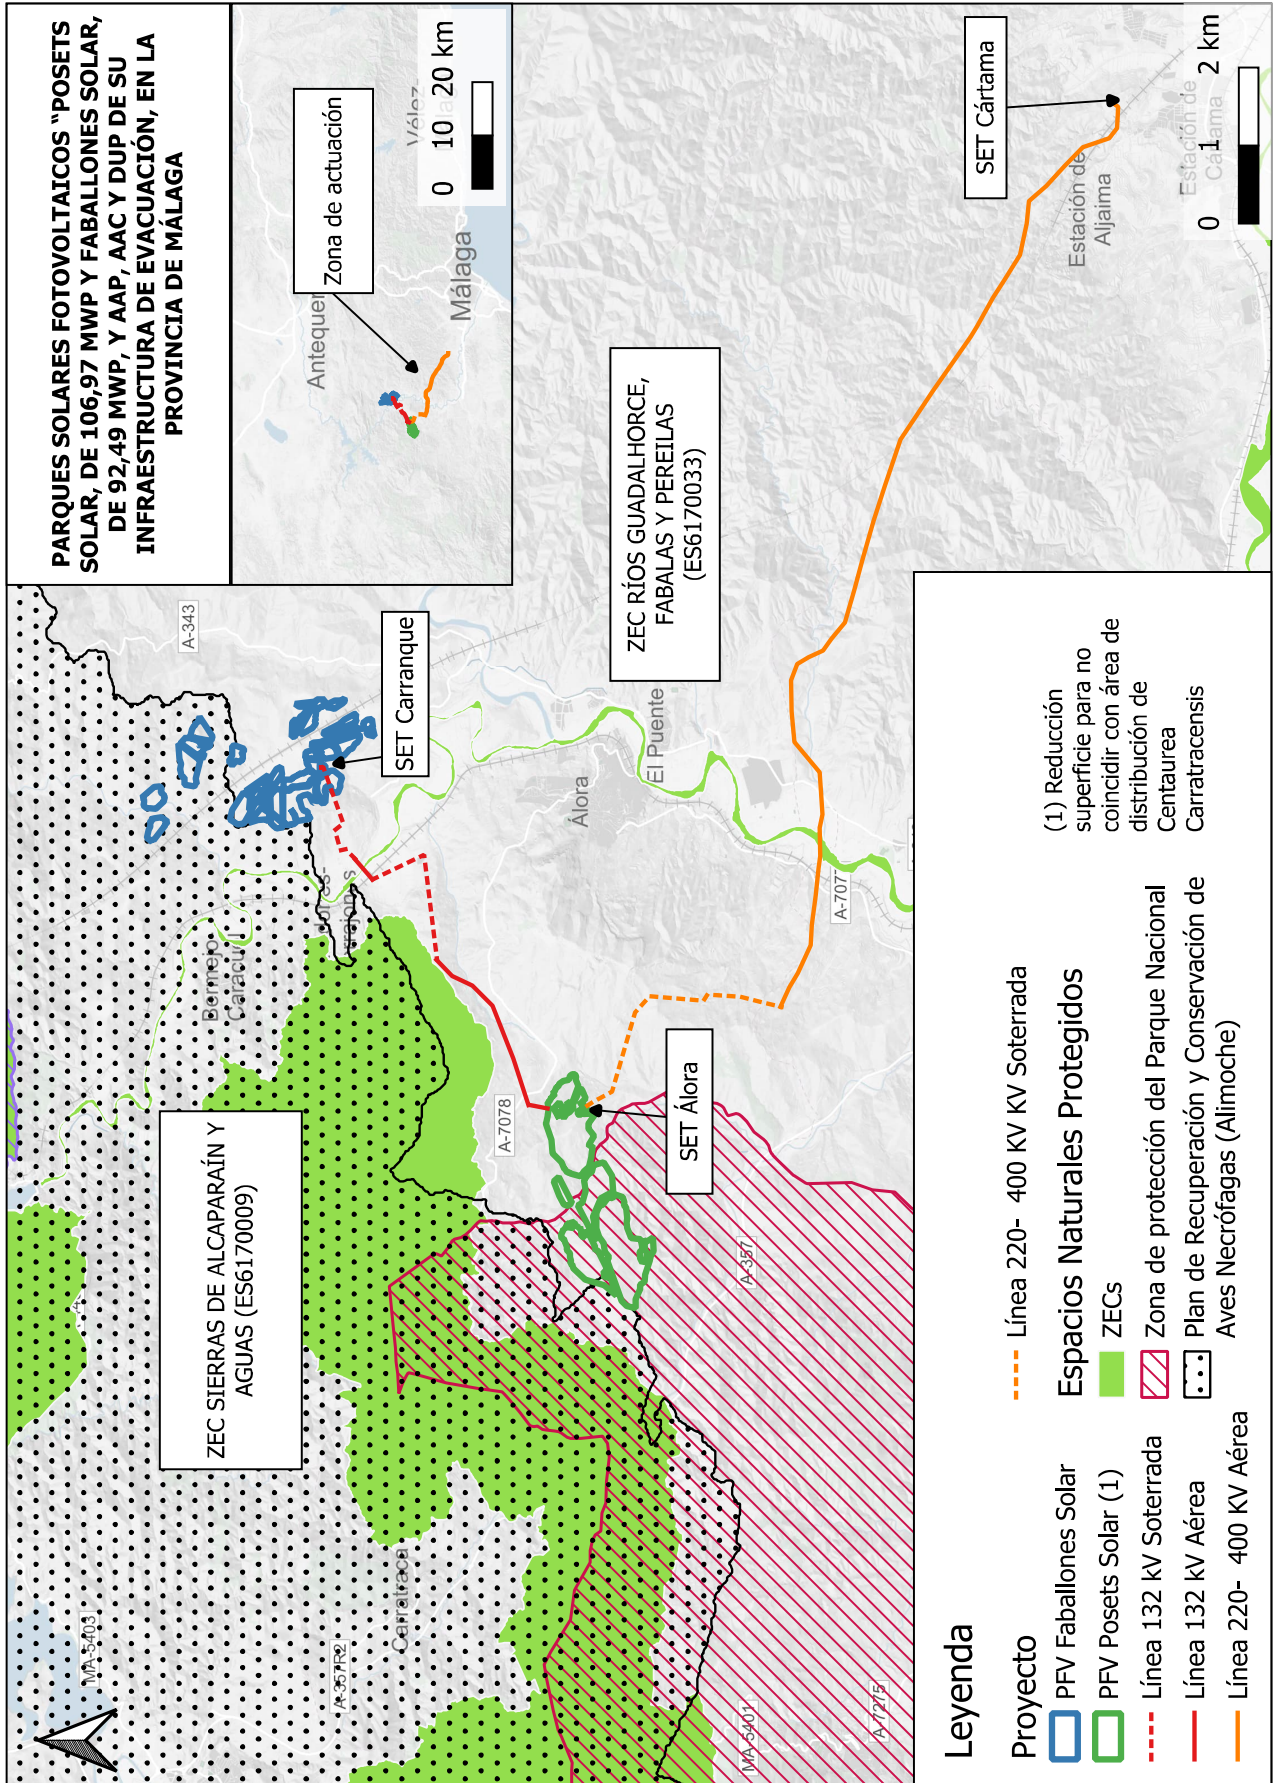 PARQUES SOLARES FOTOVOLTAICOS “POSETS
SOLAR, DE 106,97 MWP Y FABALLONES SOLAR,
DE 92,49 MWP, Y AAP, AAC Y DUP DE SU
INFRAESTRUCTURA DE EVACUACIÓN, EN LA
PROVINCIA DE MÁLAGA
Zona de actuación
Antequer
Málaga
Vélez-
0 10 20 km
A-343
SET Carranque
Bermejo
Caracuel
ZEC SIERRAS DE ALCAPARAÍN Y
AGUAS (ES6170009)
MA-5403
A-357R2
Carratraca
MA-5401
A-7275
A-7078
A-357
SET Álora
Álora
El Puente
A-707
ZEC RÍOS GUADALHORCE,
FABALAS Y PEREILAS
(ES6170033)
SET Cártama
Estación de
Aljaima
Estación de
Cártama
0 1 2 km
Leyenda
Proyecto
PFV Faballones Solar
PFV Posets Solar (1)
Línea 132 kV Soterrada
Línea 132 kV Aérea
Línea 220- 400 KV Aérea
Línea 220- 400 KV Soterrada
Espacios Naturales Protegidos
ZECs
Zona de protección del Parque Nacional
Plan de Recuperación y Conservación de
Aves Necrófagas (Alimoche)
(1) Reducción
superficie para no
coincidir con área de
distribución de
Centaurea
Carratracensis